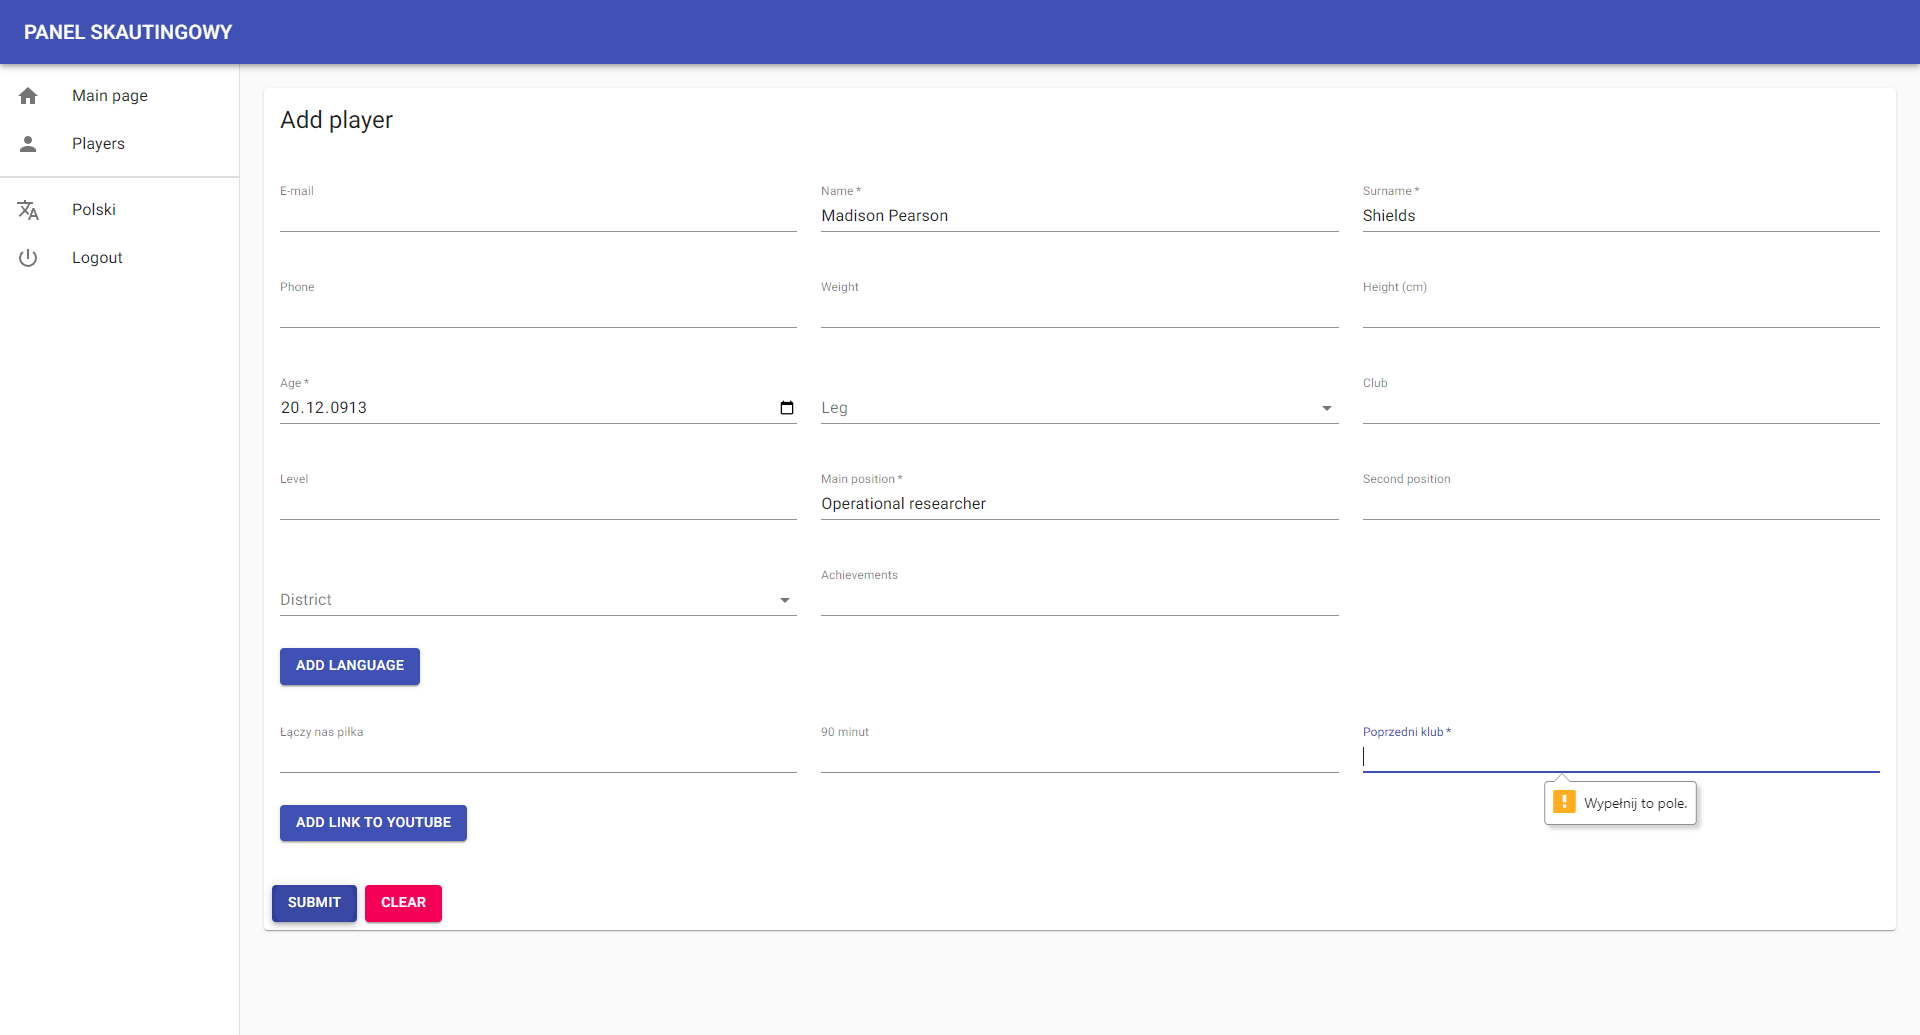 PANEL SKAUTINGOWY
Main page
Players
Polski
Logout
Add player
E-mail
Name *
Madison Pearson
Surname *
Shields
Phone
Weight
Height (cm)
Age *
20.12.0913
Leg
Club
Level
Main position *
Operational researcher
Second position
District
Achievements
ADD LANGUAGE
Łączy nas piłka
90 minut
Poprzedni klub *
Wypełnij to pole.
ADD LINK TO YOUTUBE
SUBMIT
CLEAR